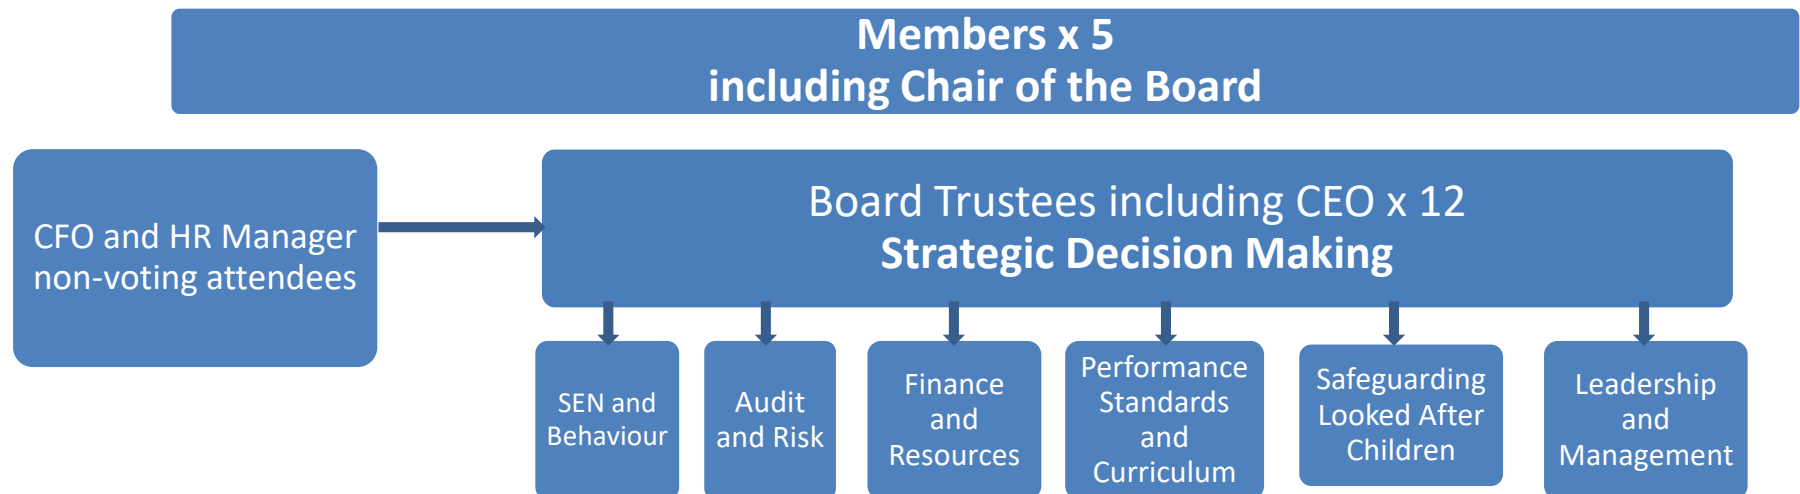 Members x 5
including Chair of the Board
CFO and HR Manager
non-voting attendees
Board Trustees including CEO x 12
Strategic Decision Making
SEN and
Behaviour
Audit
and Risk
Finance
and
Resources
Performance
Standards
and
Curriculum
Safeguarding
Looked After
Children
Leadership
and
Management